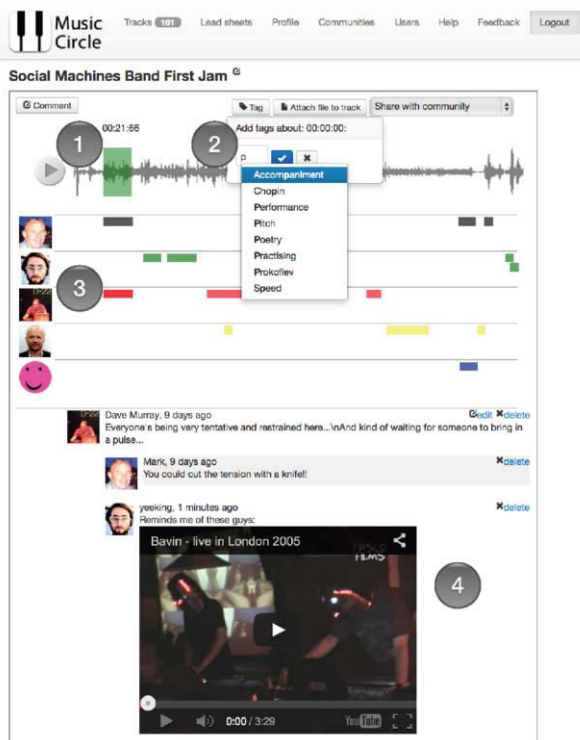 Music
Circle
Tracks 161 Lead sheets Profile Communities Users Help Feedback Logout
Social Machines Band First Jam
Comment Tag Attach file to track Share with community
00:21:56
Add tags about: 00:00:00:
1
2
p
Accompaniment
Chopin
Performance
Pitch
Poetry
Practising
Prokofiev
Speed
3
Dave Murray, 9 days ago edit delete
Everyone's being very tentative and restrained here...\nAnd kind of waiting for someone to bring in
a pulse...
Mark, 9 days ago delete
You could cut the tension with a knife!!
yeeking, 1 minutes ago delete
Reminds me of these guys:
Bavin - live in London 2005
FILMS
4
0:00 / 3:29 YouTube